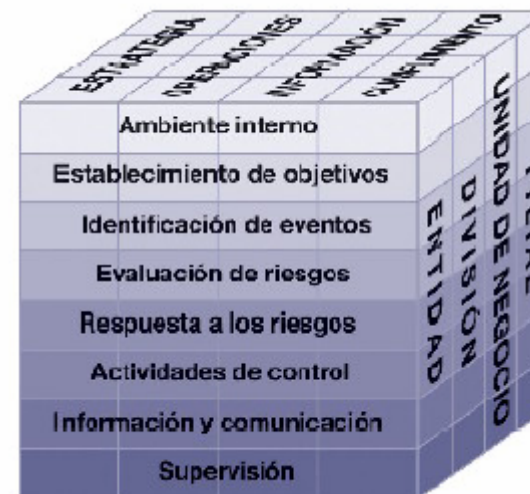 ESTRATEGIA
OPERACIONES
INFORMACIÓN
CUMPLIMIENTO
Ambiente interno
Establecimiento de objetivos
Identificación de eventos
Evaluación de riesgos
Respuesta a los riesgos
Actividades de control
Información y comunicación
Supervisión
ENTIDAD
DIVISIÓN
UNIDAD DE NEGOCIO